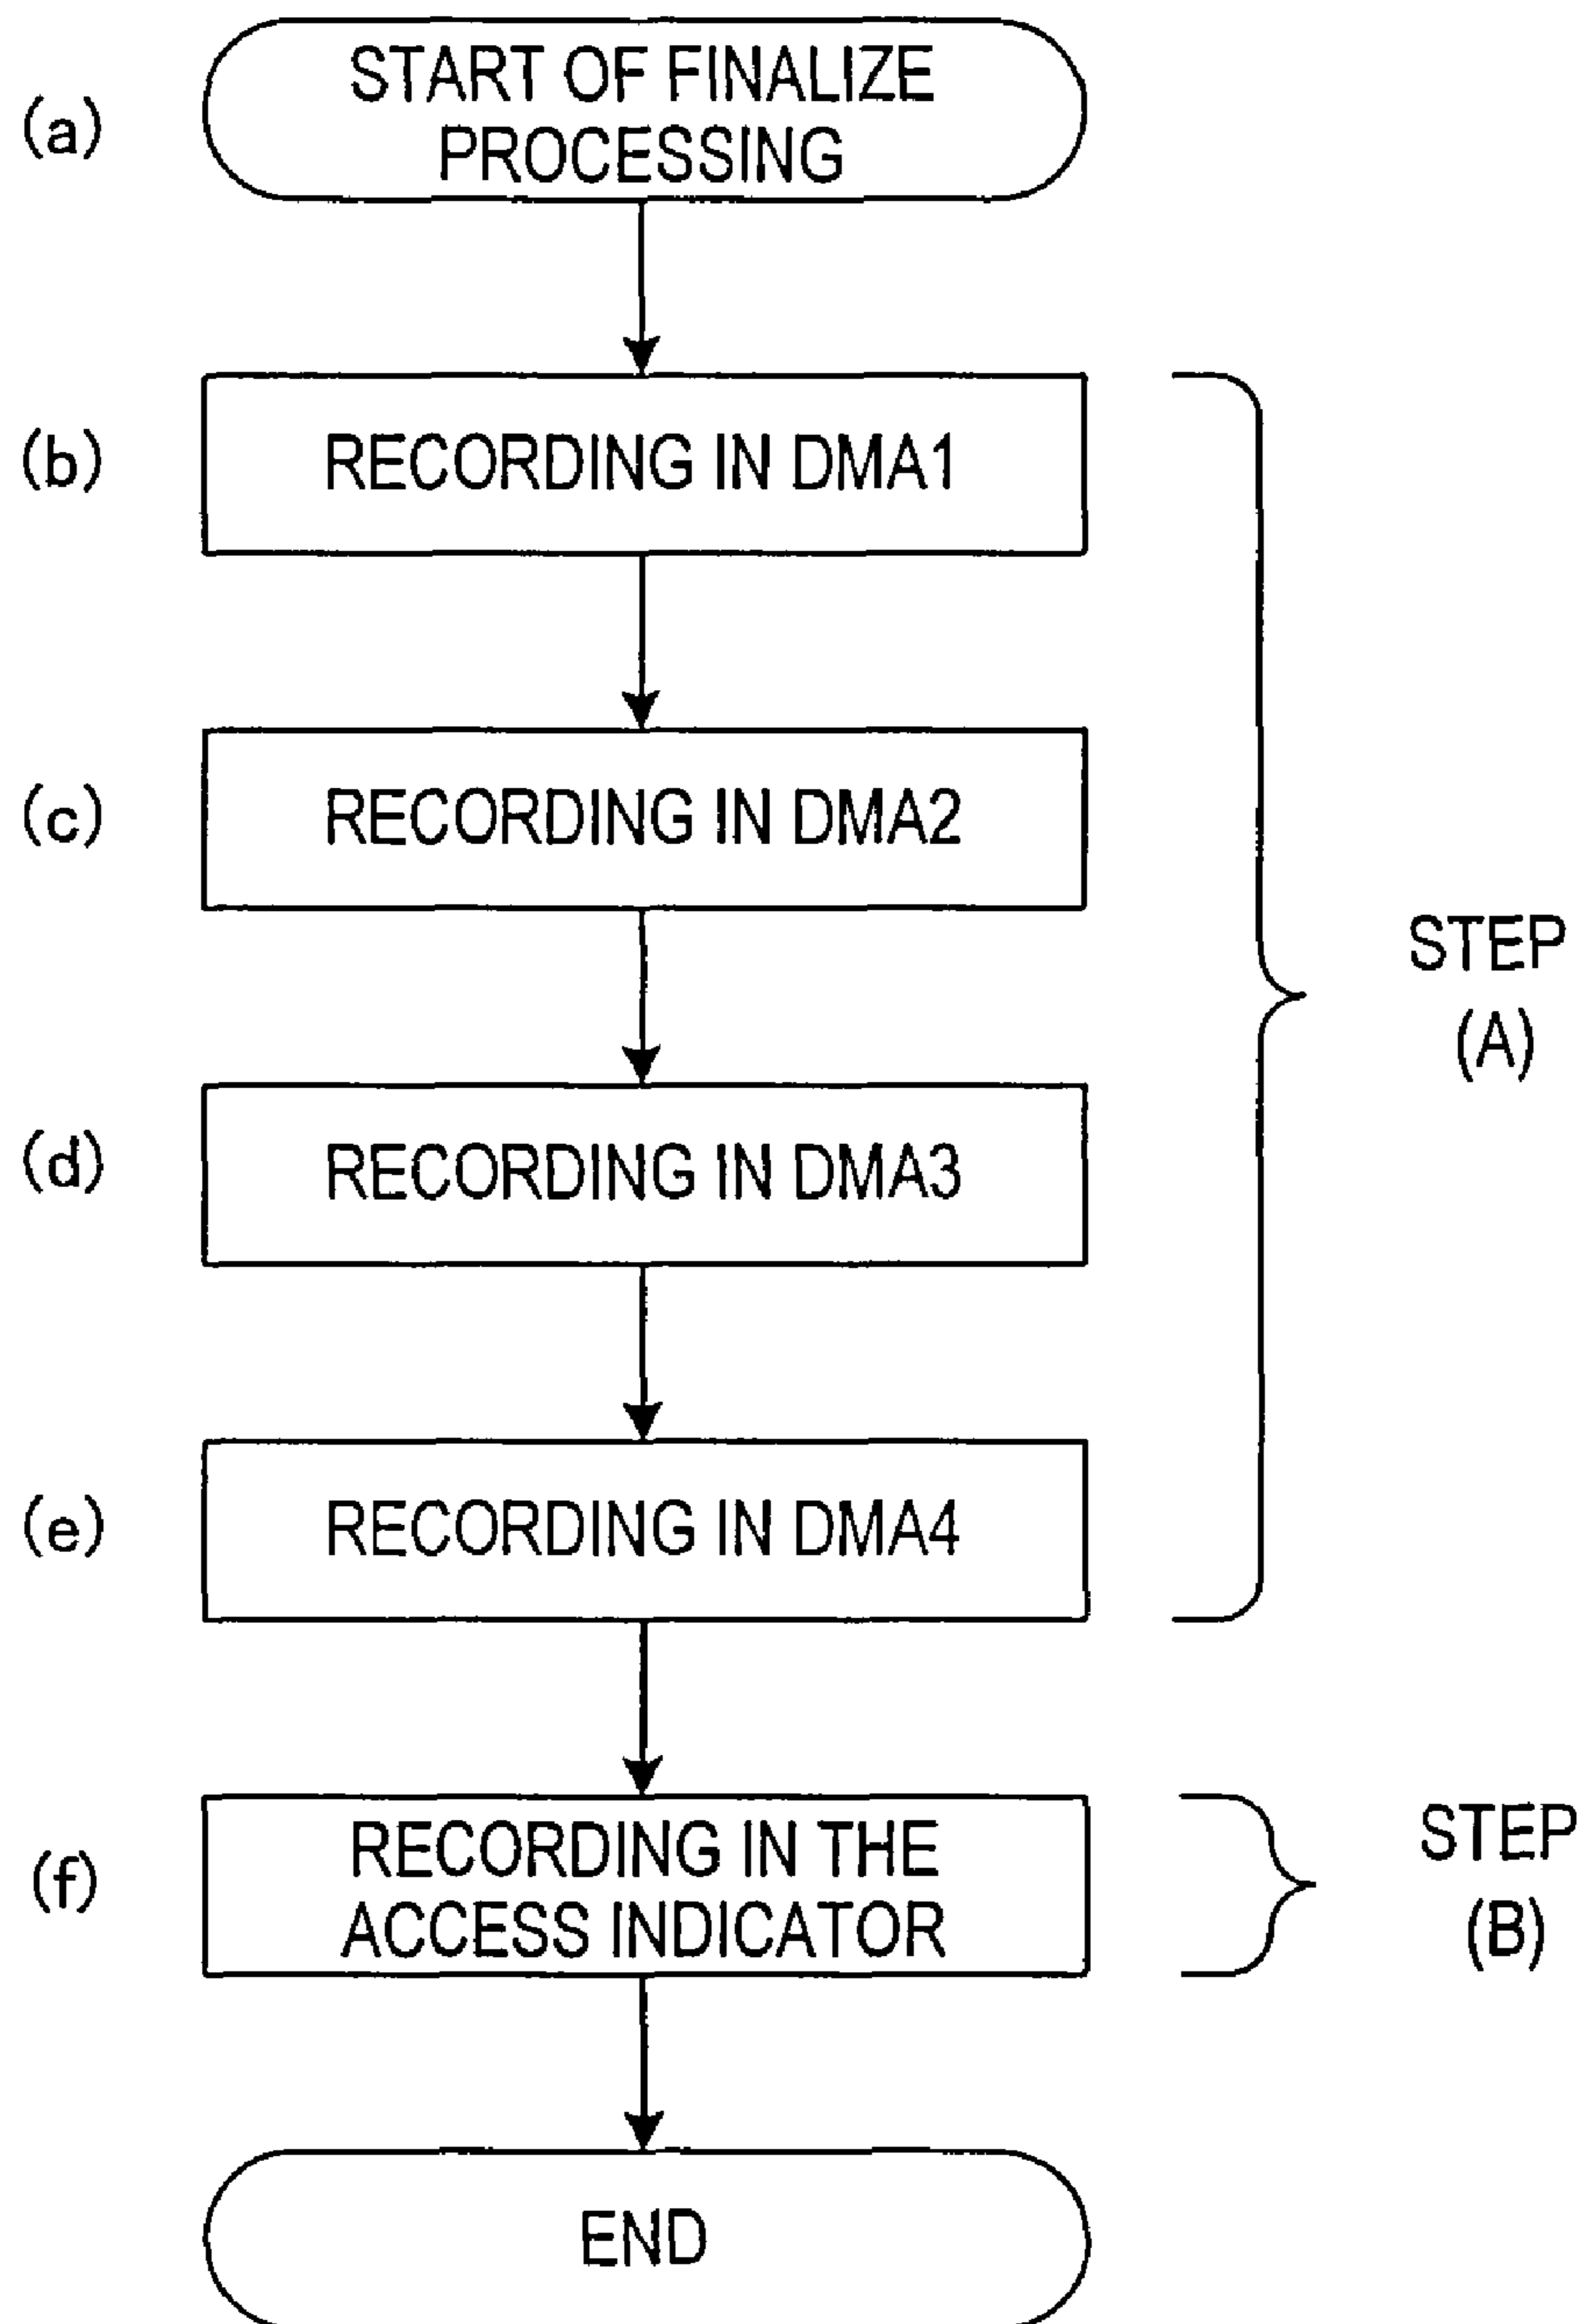 (a)
START OF FINALIZE
PROCESSING
(b)
RECORDING IN DMA1
(c)
RECORDING IN DMA2
STEP
(A)
(d)
RECORDING IN DMA3
(e)
RECORDING IN DMA4
(f)
RECORDING IN THE
ACCESS INDICATOR
STEP
(B)
END